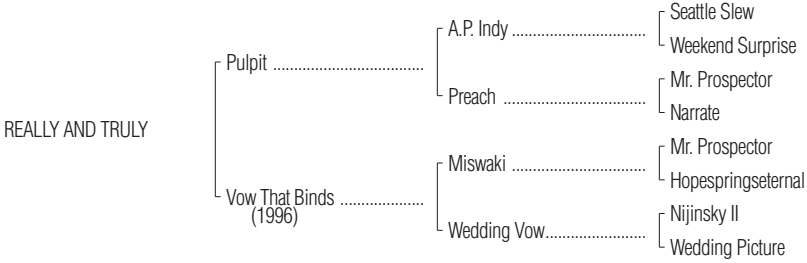 Seattle Slew
A.P. Indy ..................................
Weekend Surprise
Pulpit ......................................
Mr. Prospector
Preach ....................................
Narrate
REALLY AND TRULY
Mr. Prospector
Miswaki ..................................
Hopespringseternal
Vow That Binds .....................
(1996)
Nijinsky II
Wedding Vow.........................
Wedding Picture